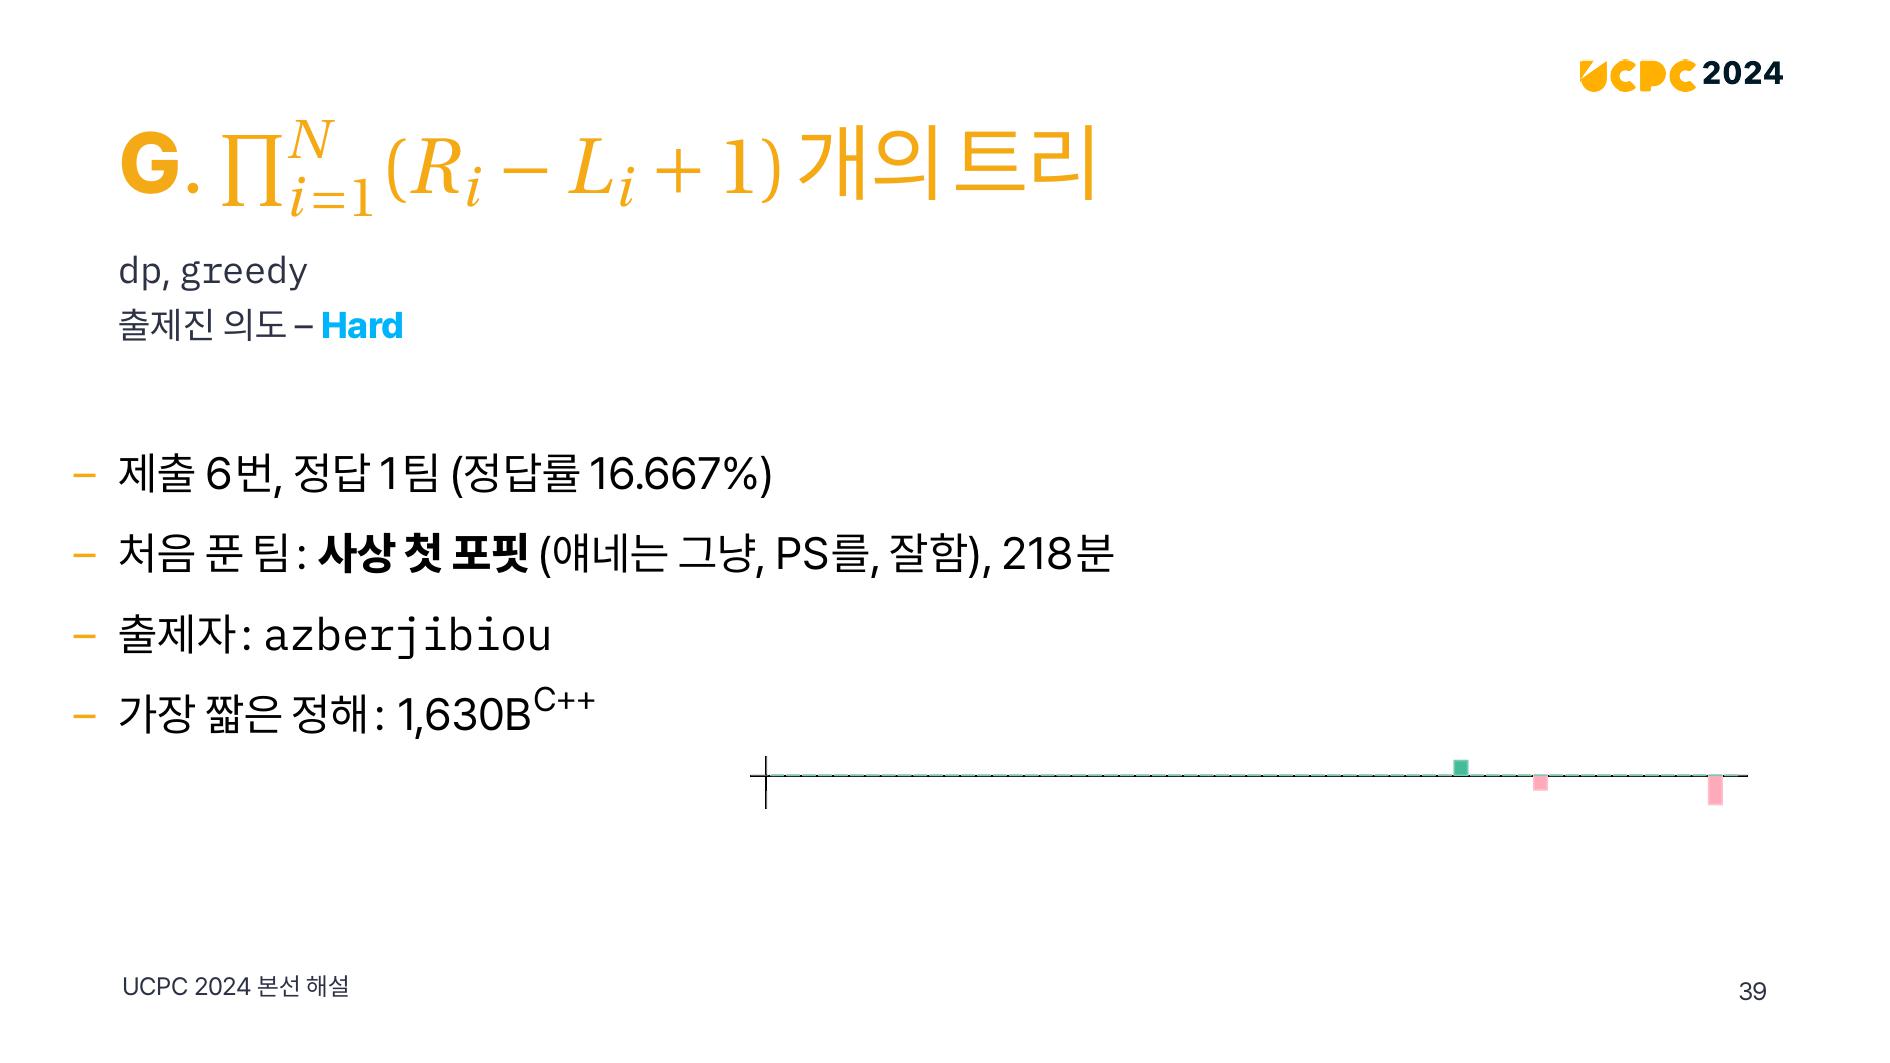 UCPC 2024
G. ∏_{i=1}^{N} (R_i − L_i + 1) 개의 트리
dp, greedy
출제진 의도 – Hard
– 제출 6번, 정답 1팀 (정답률 16.667%)
– 처음 푼 팀: 사상 첫 포핏 (얘네는 그냥, PS를, 잘함), 218분
– 출제자: azberjibiou
– 가장 짧은 정해: 1,630B^{C++}
UCPC 2024 본선 해설
39